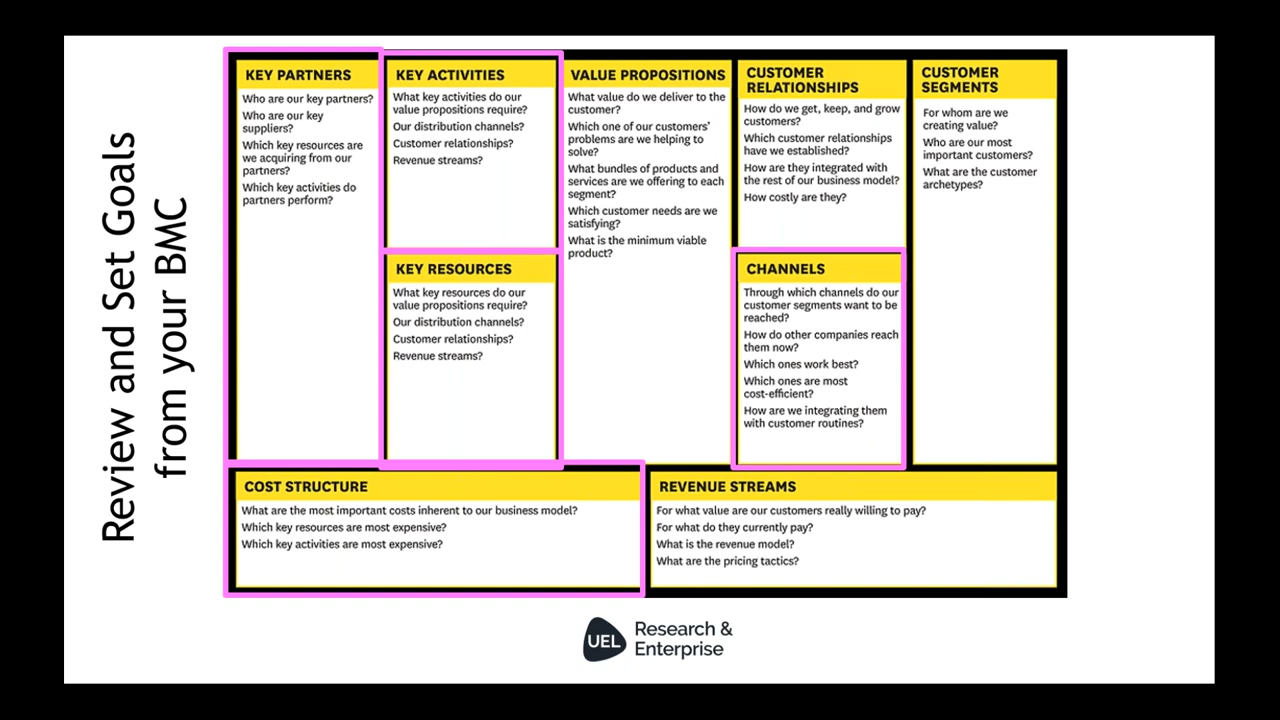 Review and Set Goals
from your BMC
KEY PARTNERS
Who are our key partners?
Who are our key
suppliers?
Which key resources are
we acquiring from our
partners?
Which key activities do
partners perform?
KEY ACTIVITIES
What key activities do our
value propositions require?
Our distribution channels?
Customer relationships?
Revenue streams?
KEY RESOURCES
What key resources do our
value propositions require?
Our distribution channels?
Customer relationships?
Revenue streams?
VALUE PROPOSITIONS
What value do we deliver to the
customer?
Which one of our customers’
problems are we helping to
solve?
What bundles of products and
services are we offering to each
segment?
Which customer needs are we
satisfying?
What is the minimum viable
product?
CUSTOMER
RELATIONSHIPS
How do we get, keep, and grow
customers?
Which customer relationships
have we established?
How are they integrated with
the rest of our business model?
How costly are they?
CHANNELS
Through which channels do our
customer segments want to be
reached?
How do other companies reach
them now?
Which ones work best?
Which ones are most
cost-efficient?
How are we integrating them
with customer routines?
CUSTOMER
SEGMENTS
For whom are we
creating value?
Who are our most
important customers?
What are the customer
archetypes?
COST STRUCTURE
What are the most important costs inherent to our business model?
Which key resources are most expensive?
Which key activities are most expensive?
REVENUE STREAMS
For what value are our customers really willing to pay?
For what do they currently pay?
What is the revenue model?
What are the pricing tactics?
UEL
Research &
Enterprise